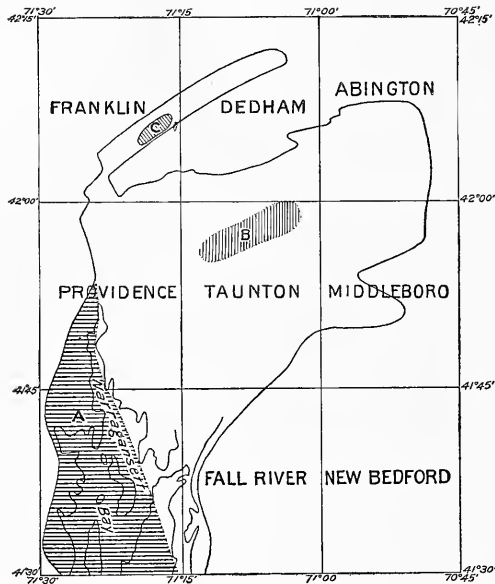 71°30' 71°15' 71°00' 70°45'
42°15' 42°15'
FRANKLIN DEDHAM ABINGTON
C
42°00' 42°00'
B
PROVIDENCE TAUNTON MIDDLEBORO
41°45' 41°45'
A
Narragansett
Bay
FALL RIVER NEW BEDFORD
41°30' 41°30'
71°30' 71°15' 71°00' 70°45'